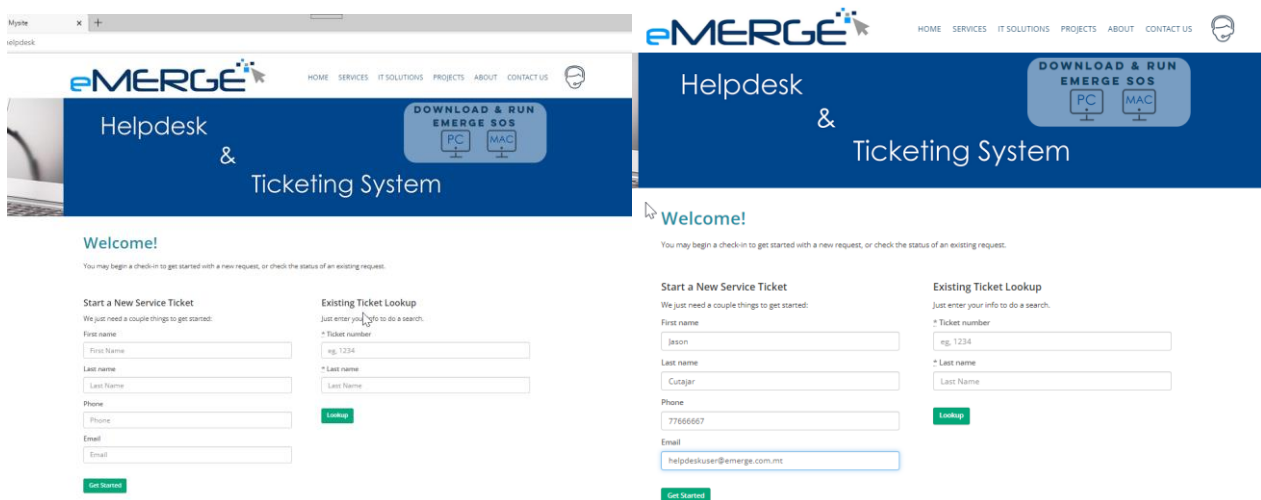 Mysite
helpdesk
eMERGE
HOME SERVICES IT SOLUTIONS PROJECTS ABOUT CONTACT US
Helpdesk
&
Ticketing System
DOWNLOAD & RUN
EMERGE SOS
PC MAC
Welcome!
You may begin a check-in to get started with a new request, or check the status of an existing request.
Start a New Service Ticket
We just need a couple things to get started:
First name
First Name
Last name
Last Name
Phone
Phone
Email
Email
Get Started
Existing Ticket Lookup
Just enter your info to do a search.
* Ticket number
eg, 1234
* Last name
Last Name
Lookup
eMERGE
HOME SERVICES IT SOLUTIONS PROJECTS ABOUT CONTACT US
Helpdesk
&
Ticketing System
DOWNLOAD & RUN
EMERGE SOS
PC MAC
Welcome!
You may begin a check-in to get started with a new request, or check the status of an existing request.
Start a New Service Ticket
We just need a couple things to get started:
First name
Jason
Last name
Cutajar
Phone
77666667
Email
helpdeskuser@emerge.com.mt
Get Started
Existing Ticket Lookup
Just enter your info to do a search.
* Ticket number
eg, 1234
* Last name
Last Name
Lookup